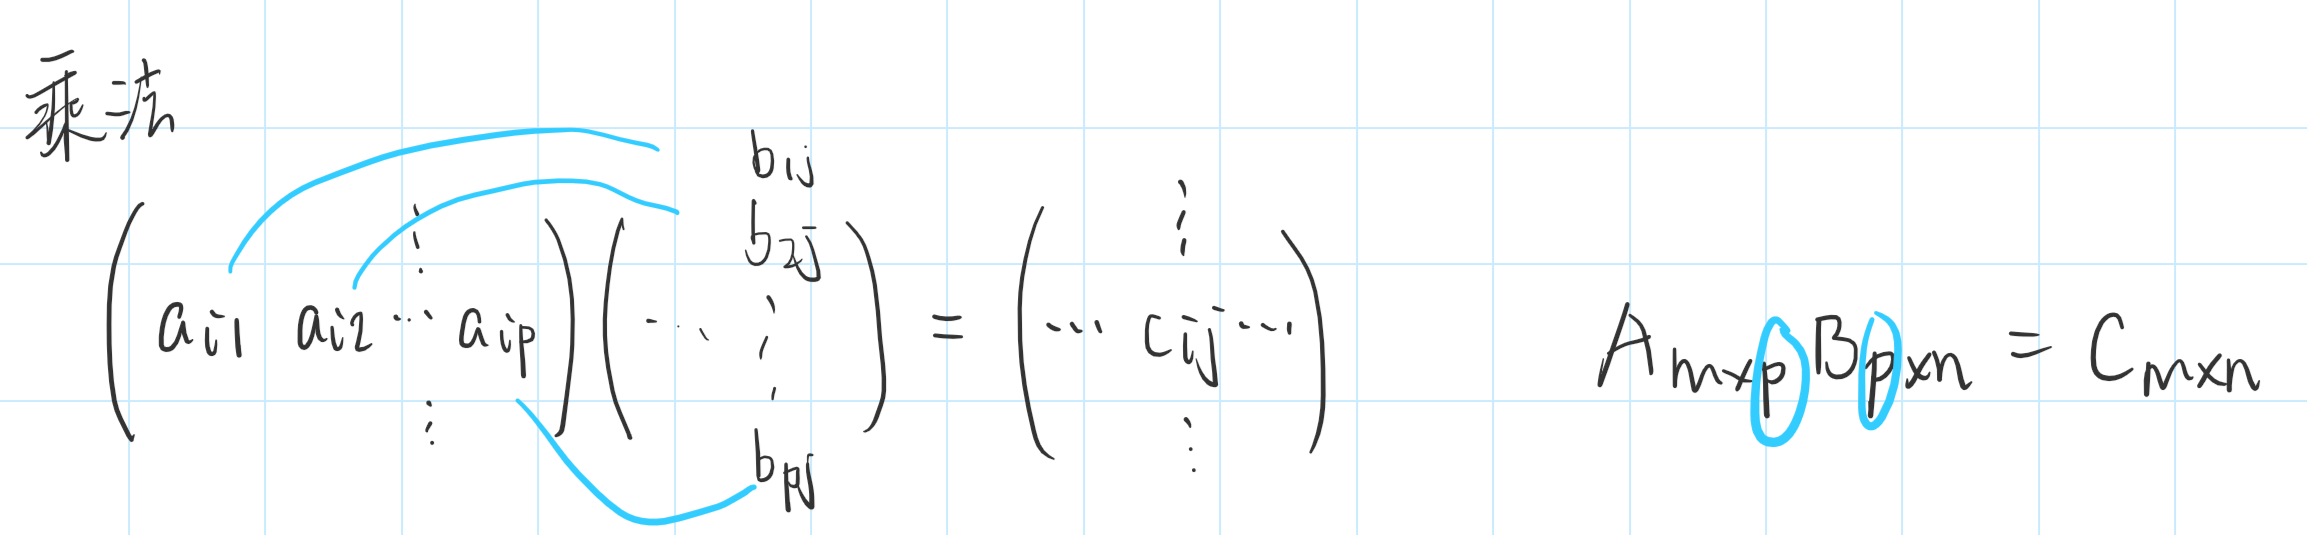 乘法
⋮ b1j ⋮
b2j
( ai1 ai2 ⋯ aip ) ( ⋯ ⋮ ) = ( ⋯ cij ⋯ ) Am×p Bp×n = Cm×n
⋮ bpj ⋮